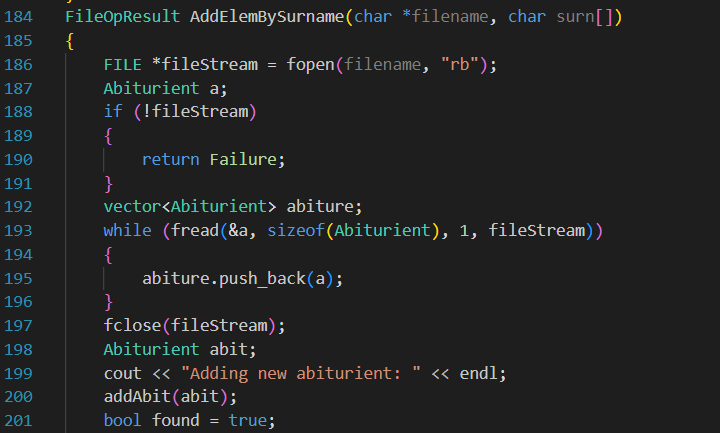 184 FileOpResult AddElemBySurname(char *filename, char surn[])
185 {
186 FILE *fileStream = fopen(filename, "rb");
187 Abiturient a;
188 if (!fileStream)
189 {
190 return Failure;
191 }
192 vector<Abiturient> abiture;
193 while (fread(&a, sizeof(Abiturient), 1, fileStream))
194 {
195 abiture.push_back(a);
196 }
197 fclose(fileStream);
198 Abiturient abit;
199 cout << "Adding new abiturient: " << endl;
200 addAbit(abit);
201 bool found = true;